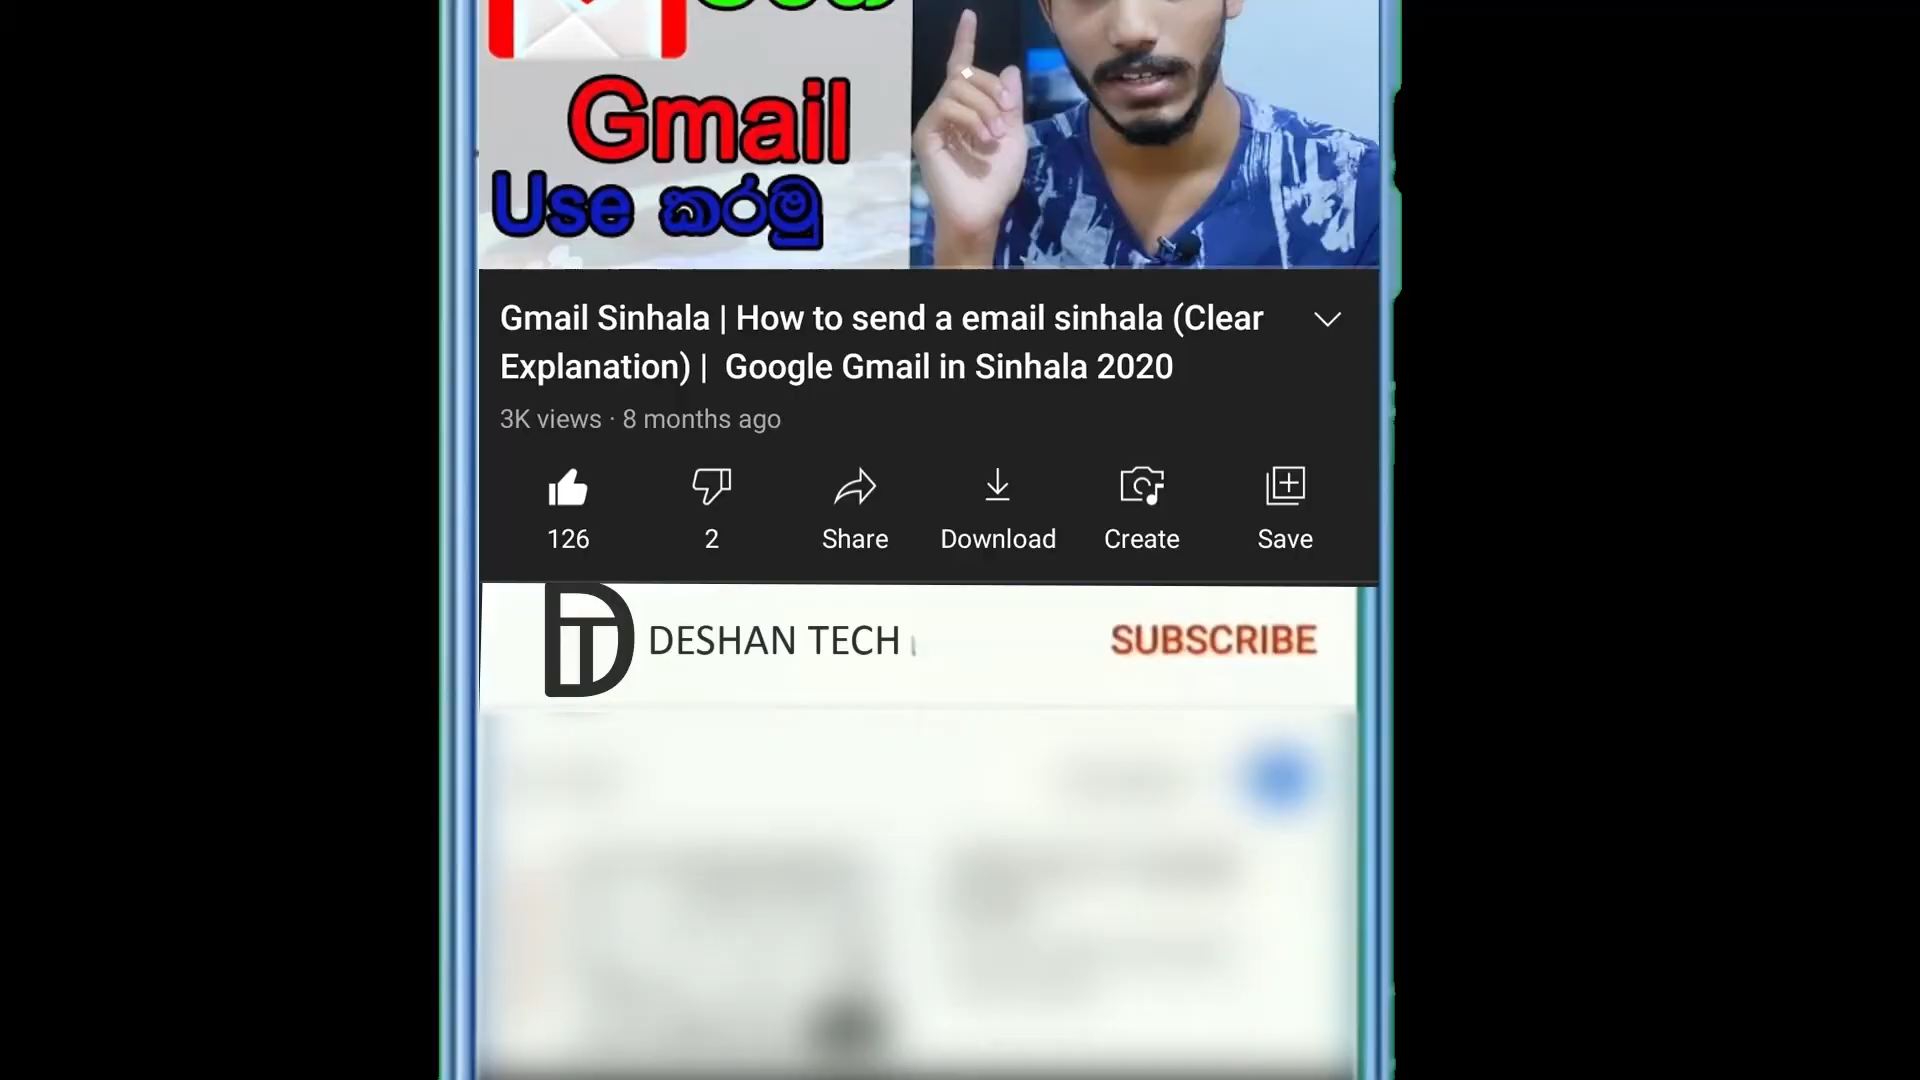 Gmail
Use කරමු
Gmail Sinhala | How to send a email sinhala (Clear
Explanation) | Google Gmail in Sinhala 2020
3K views · 8 months ago
126
2
Share
Download
Create
Save
DESHAN TECH
SUBSCRIBE